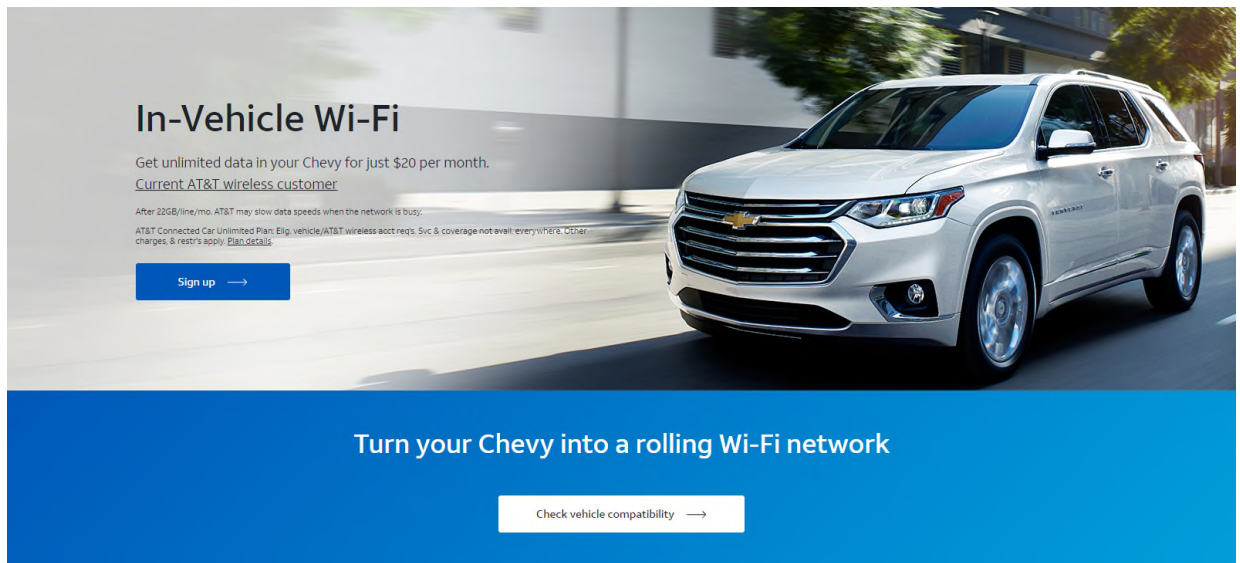 In-Vehicle Wi-Fi
Get unlimited data in your Chevy for just $20 per month.
Current AT&T wireless customer
After 22GB/line/mo. AT&T may slow data speeds when the network is busy.
AT&T Connected Car Unlimited Plan: Elig. vehicle/AT&T wireless acct req's. Svc & coverage not avail. everywhere. Other
charges, & restr's apply. Plan details.
Sign up
Turn your Chevy into a rolling Wi-Fi network
Check vehicle compatibility